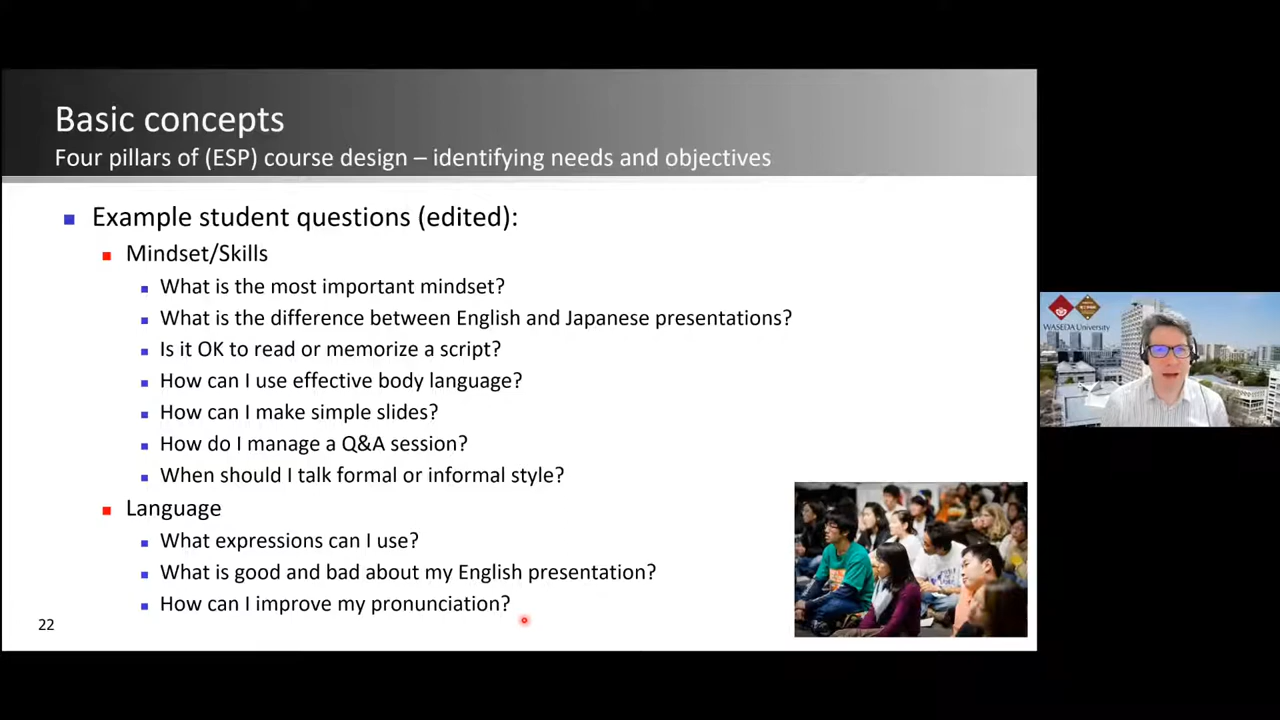 Basic concepts
Four pillars of (ESP) course design – identifying needs and objectives
Example student questions (edited):
Mindset/Skills
What is the most important mindset?
What is the difference between English and Japanese presentations?
Is it OK to read or memorize a script?
How can I use effective body language?
How can I make simple slides?
How do I manage a Q&A session?
When should I talk formal or informal style?
Language
What expressions can I use?
What is good and bad about my English presentation?
How can I improve my pronunciation?
22
WASEDA University